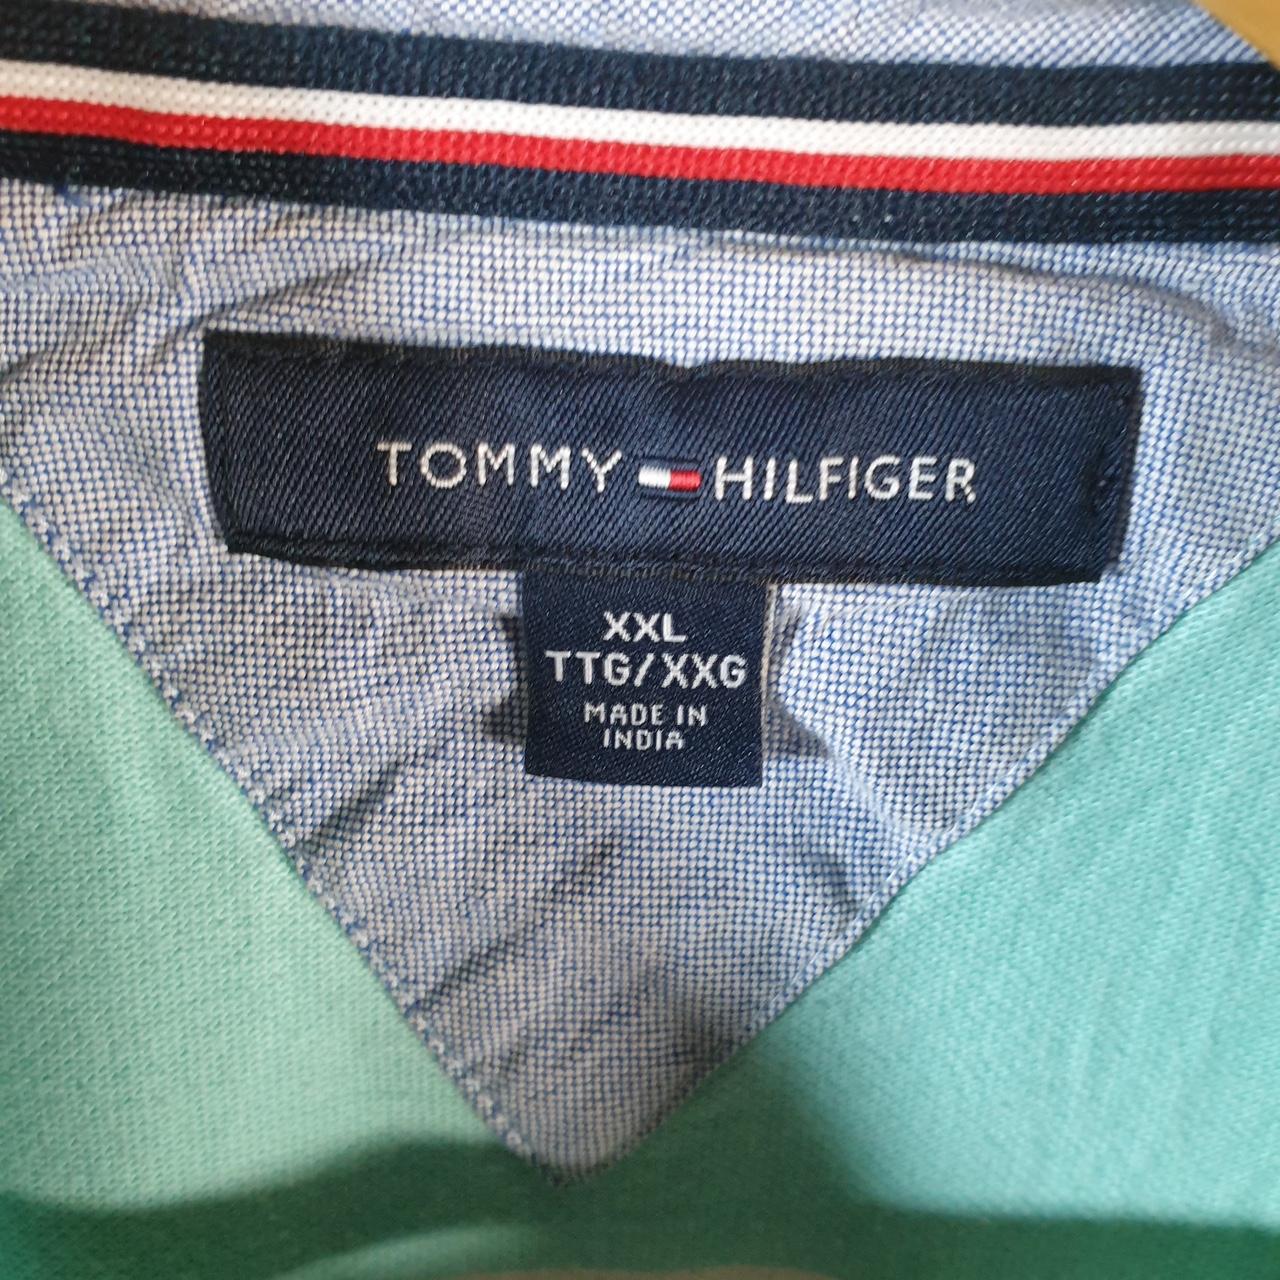 TOMMY HILFIGER
XXL
TTG/XXG
MADE IN
INDIA